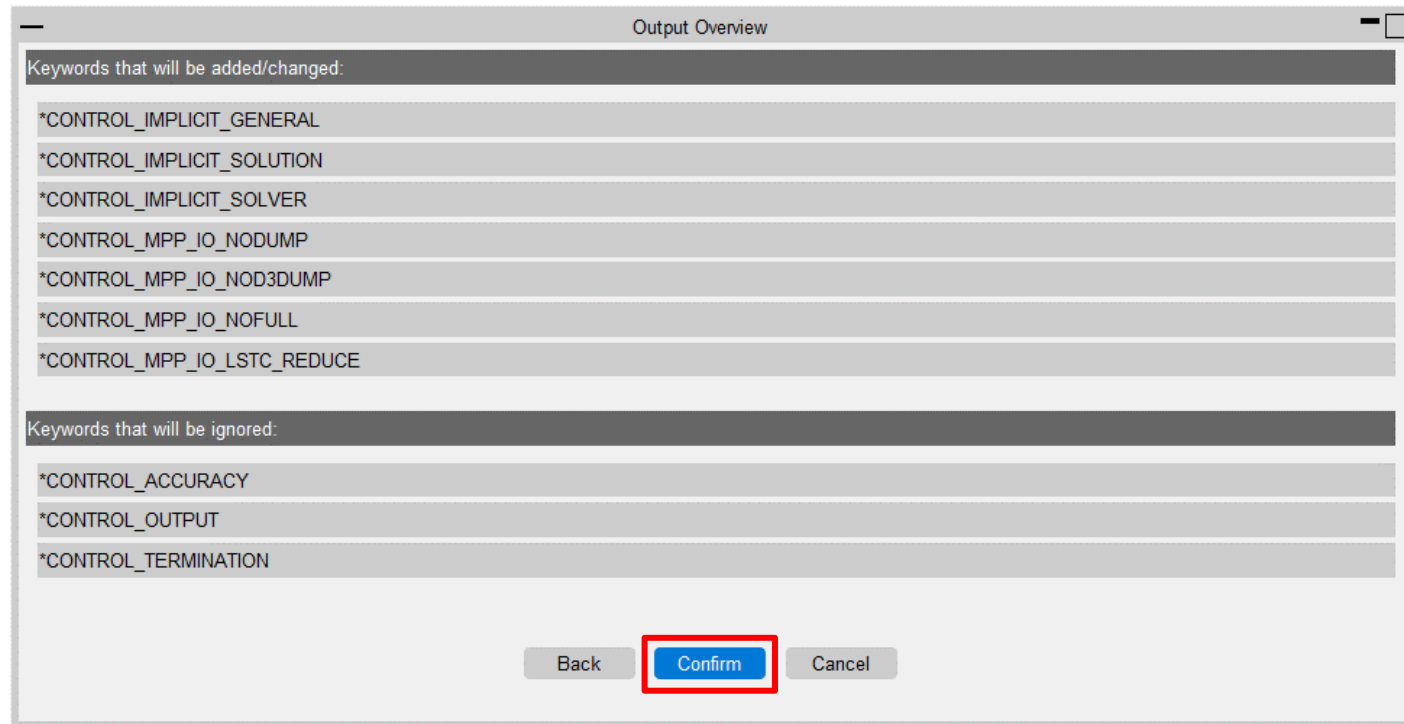 Output Overview
Keywords that will be added/changed:
*CONTROL_IMPLICIT_GENERAL
*CONTROL_IMPLICIT_SOLUTION
*CONTROL_IMPLICIT_SOLVER
*CONTROL_MPP_IO_NODUMP
*CONTROL_MPP_IO_NOD3DUMP
*CONTROL_MPP_IO_NOFULL
*CONTROL_MPP_IO_LSTC_REDUCE
Keywords that will be ignored:
*CONTROL_ACCURACY
*CONTROL_OUTPUT
*CONTROL_TERMINATION
Back Confirm Cancel